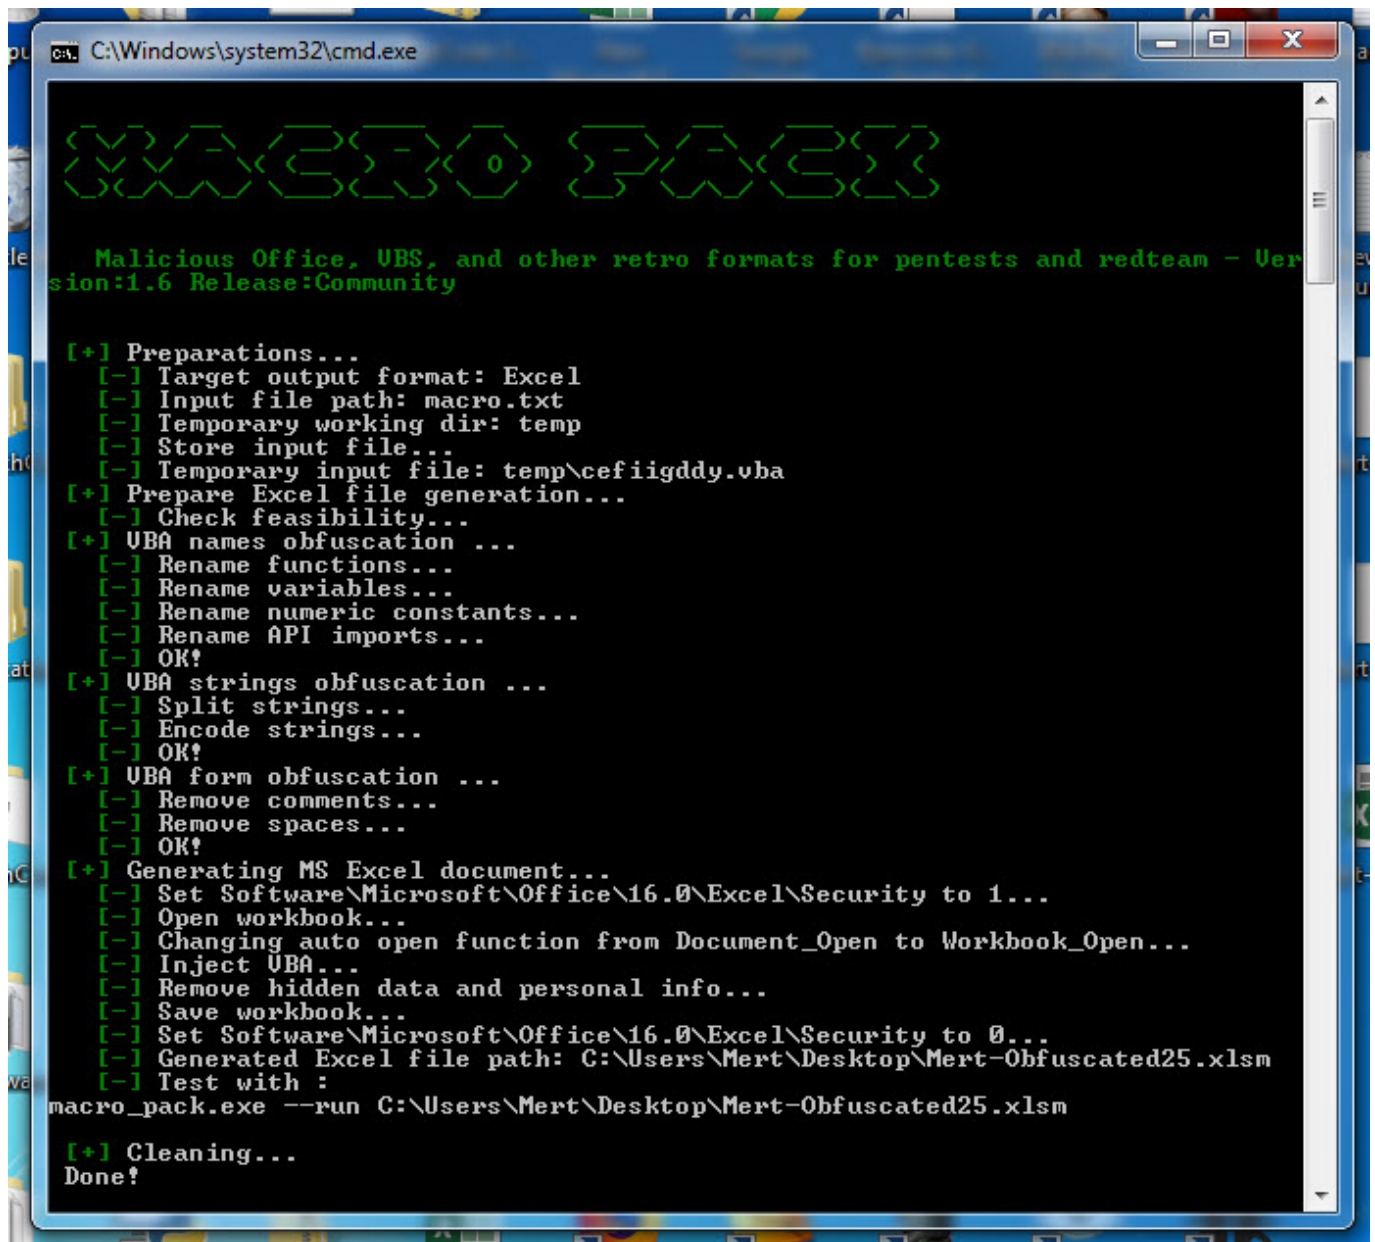 C:\Windows\system32\cmd.exe
MACRO PACK
Malicious Office, VBS, and other retro formats for pentests and redteam - Ver
sion:1.6 Release:Community
[+] Preparations...
[-] Target output format: Excel
[-] Input file path: macro.txt
[-] Temporary working dir: temp
[-] Store input file...
[-] Temporary input file: temp\cefiigddy.vba
[+] Prepare Excel file generation...
[-] Check feasibility...
[+] VBA names obfuscation ...
[-] Rename functions...
[-] Rename variables...
[-] Rename numeric constants...
[-] Rename API imports...
[-] OK!
[+] VBA strings obfuscation ...
[-] Split strings...
[-] Encode strings...
[-] OK!
[+] VBA form obfuscation ...
[-] Remove comments...
[-] Remove spaces...
[-] OK!
[+] Generating MS Excel document...
[-] Set Software\Microsoft\Office\16.0\Excel\Security to 1...
[-] Open workbook...
[-] Changing auto open function from Document_Open to Workbook_Open...
[-] Inject VBA...
[-] Remove hidden data and personal info...
[-] Save workbook...
[-] Set Software\Microsoft\Office\16.0\Excel\Security to 0...
[-] Generated Excel file path: C:\Users\Mert\Desktop\Mert-Obfuscated25.xlsm
[-] Test with :
macro_pack.exe --run C:\Users\Mert\Desktop\Mert-Obfuscated25.xlsm
[+] Cleaning...
Done!